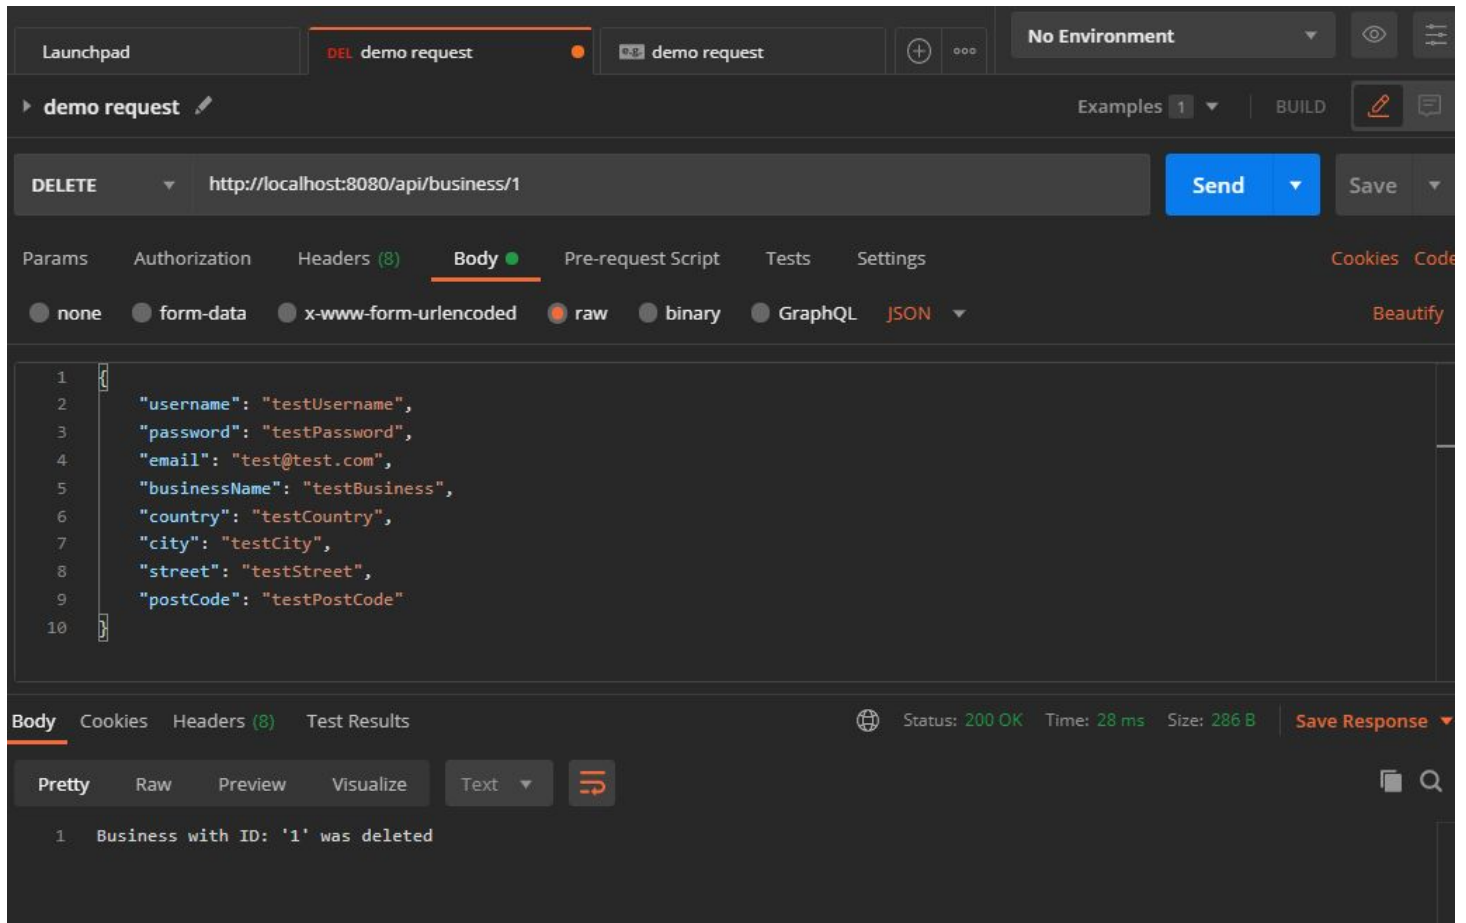 Launchpad DEL demo request e.g. demo request No Environment
demo request Examples 1 BUILD
DELETE http://localhost:8080/api/business/1 Send Save
Params Authorization Headers (8) Body Pre-request Script Tests Settings Cookies Code
none form-data x-www-form-urlencoded raw binary GraphQL JSON Beautify
1 {
2 "username": "testUsername",
3 "password": "testPassword",
4 "email": "test@test.com",
5 "businessName": "testBusiness",
6 "country": "testCountry",
7 "city": "testCity",
8 "street": "testStreet",
9 "postCode": "testPostCode"
10 }
Body Cookies Headers (8) Test Results Status: 200 OK Time: 28 ms Size: 286 B Save Response
Pretty Raw Preview Visualize Text
1 Business with ID: '1' was deleted